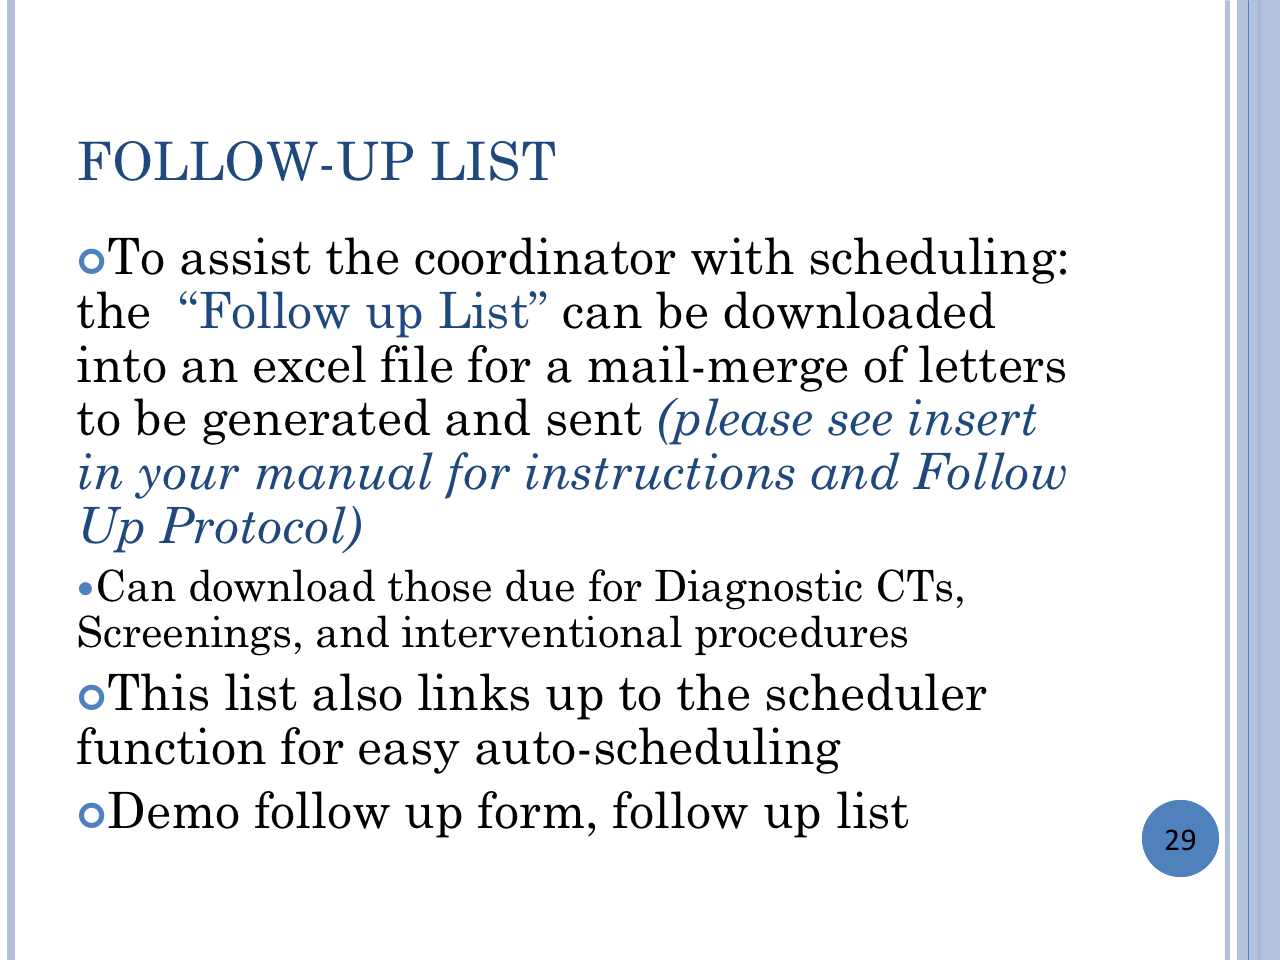 FOLLOW-UP LIST
To assist the coordinator with scheduling:
the “Follow up List” can be downloaded
into an excel file for a mail-merge of letters
to be generated and sent (please see insert
in your manual for instructions and Follow
Up Protocol)
•Can download those due for Diagnostic CTs,
Screenings, and interventional procedures
This list also links up to the scheduler
function for easy auto-scheduling
Demo follow up form, follow up list
29